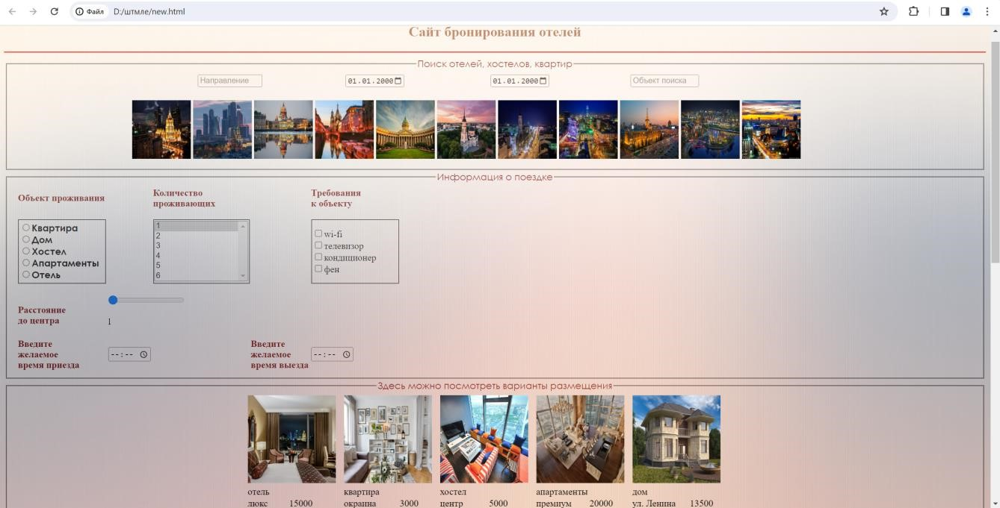 Файл D:/штмле/new.html
Сайт бронирования отелей
Поиск отелей, хостелов, квартир
Направление 01.01.2000 01.01.2000 Объект поиска
Информация о поездке
Объект проживания
Количество
проживающих
Требования
к объекту
Квартира
Дом
Хостел
Апартаменты
Отель
1
2
3
4
5
6
wi-fi
телевизор
кондиционер
фен
Расстояние
до центра
1
Введите
желаемое
время приезда
--:--
Введите
желаемое
время выезда
--:--
Здесь можно посмотреть варианты размещения
отель
люкс 15000
квартира
окраина 3000
хостел
центр 5000
апартаменты
премиум 20000
дом
ул. Ленина 13500